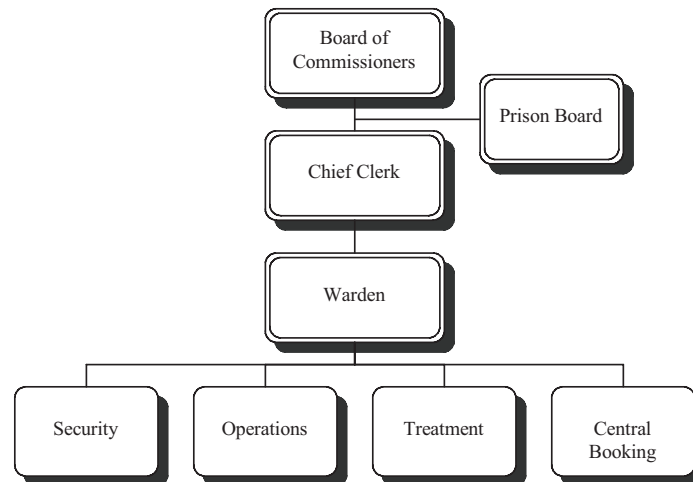 Board of
Commissioners
Prison Board
Chief Clerk
Warden
Security
Operations
Treatment
Central
Booking